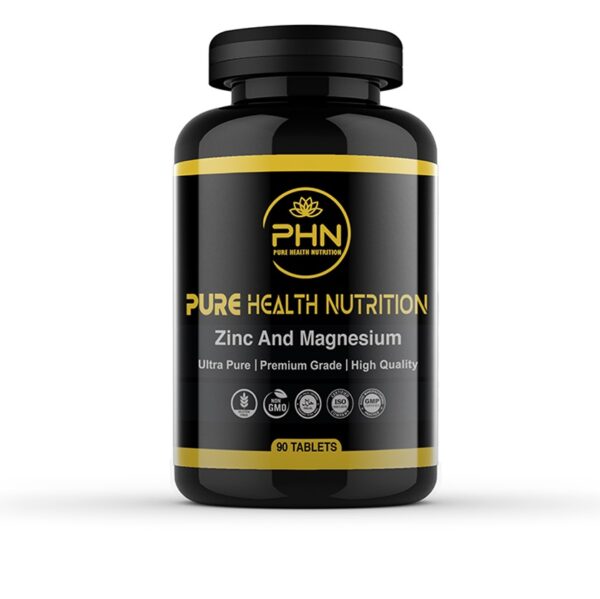 PHN
PURE HEALTH NUTRITION
PURE HEALTH NUTRITION
Zinc And Magnesium
Ultra Pure | Premium Grade | High Quality
NON
GMO
ISO
GMP
90 TABLETS